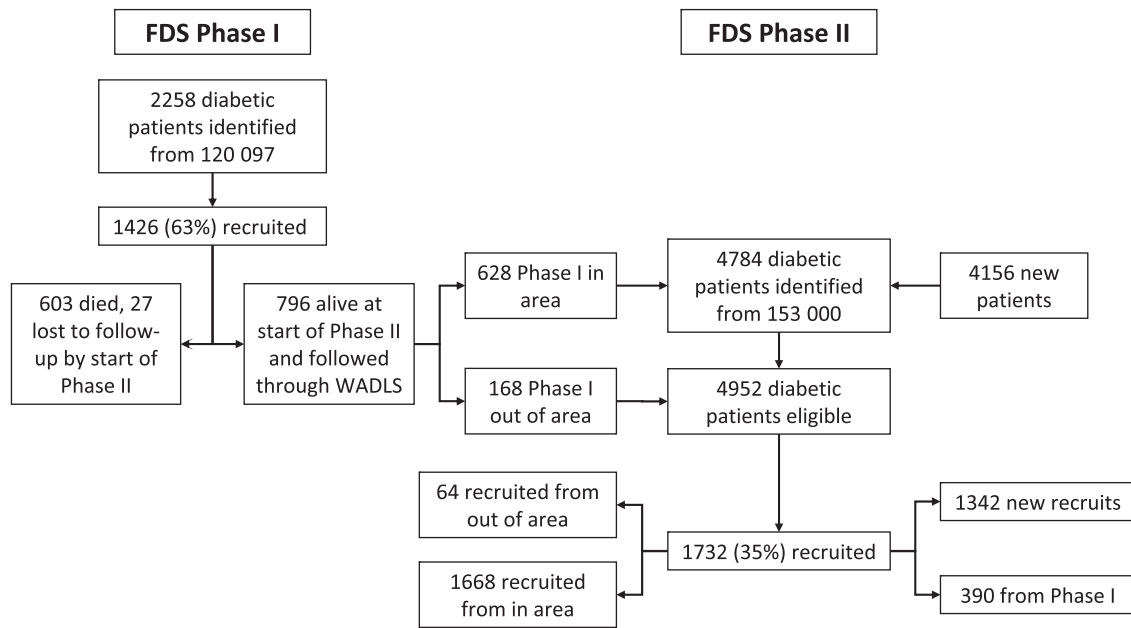 FDS Phase I
FDS Phase II
2258 diabetic
patients identified
from 120 097
1426 (63%) recruited
603 died, 27
lost to follow-
up by start of
Phase II
796 alive at
start of Phase II
and followed
through WADLS
628 Phase I in
area
168 Phase I
out of area
4784 diabetic
patients identified
from 153 000
4156 new
patients
4952 diabetic
patients eligible
64 recruited from
out of area
1668 recruited
from in area
1732 (35%) recruited
1342 new recruits
390 from Phase I